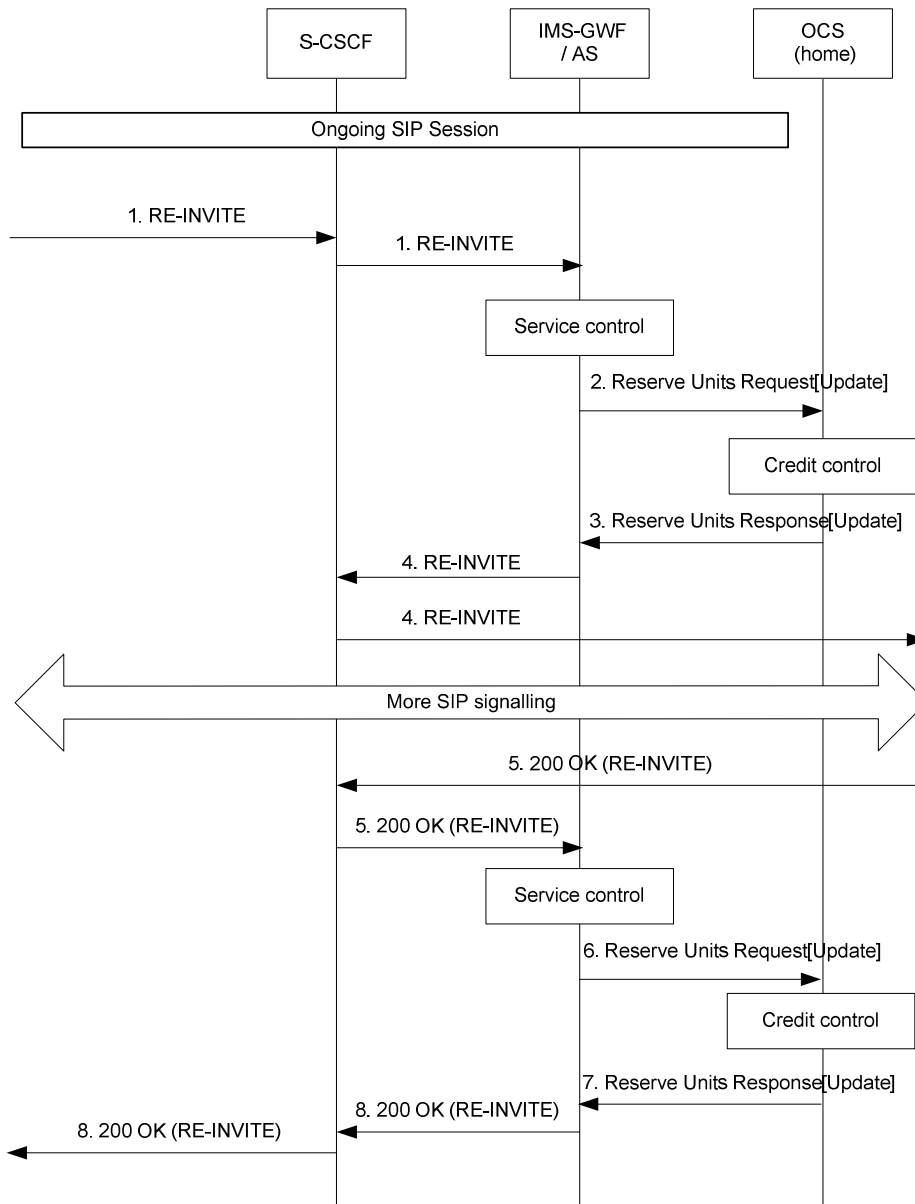 S-CSCF
IMS-GWF
/ AS
OCS
(home)
Ongoing SIP Session
1. RE-INVITE
1. RE-INVITE
Service control
2. Reserve Units Request[Update]
Credit control
3. Reserve Units Response[Update]
4. RE-INVITE
4. RE-INVITE
More SIP signalling
5. 200 OK (RE-INVITE)
5. 200 OK (RE-INVITE)
Service control
6. Reserve Units Request[Update]
Credit control
7. Reserve Units Response[Update]
8. 200 OK (RE-INVITE)
8. 200 OK (RE-INVITE)